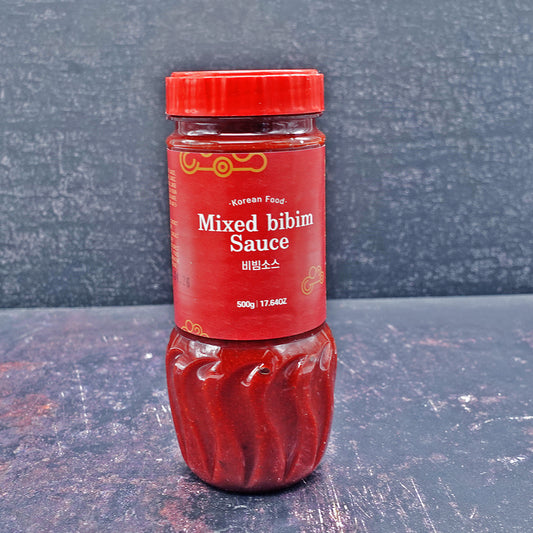 ·Korean Food·
Mixed bibim
Sauce
비빔소스
500g | 17.64OZ